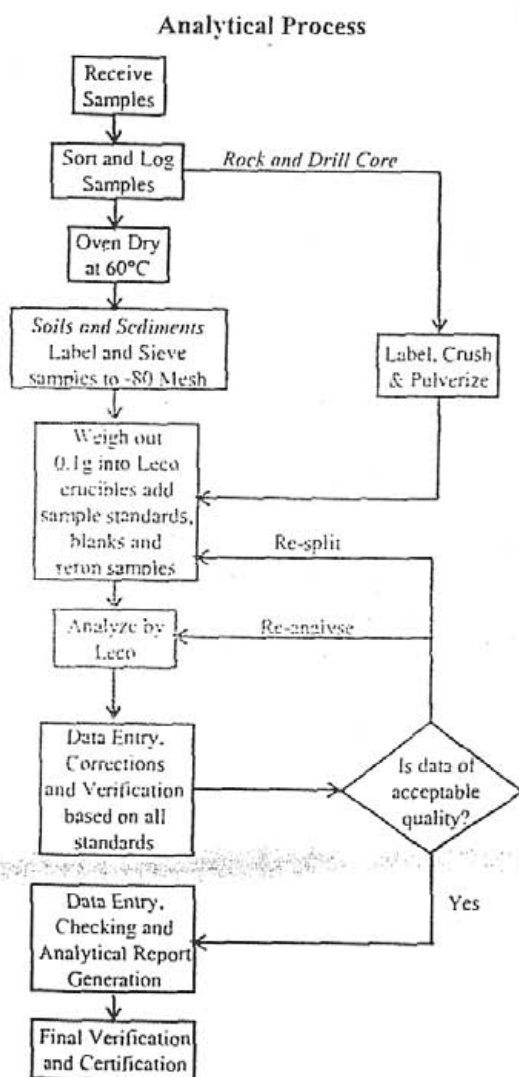 Analytical Process
Receive
Samples
Sort and Log
Samples
Rock and Drill Core
Oven Dry
at 60°C
Soils and Sediments
Label and Sieve
samples to -80 Mesh
Label, Crush
& Pulverize
Weigh out
0.1g into Leco
crucibles add
sample standards,
blanks and
rerun samples
Re-split
Analyze by
Leco
Re-analyse
Data Entry,
Corrections
and Verification
based on all
standards
Is data of
acceptable
quality?
Yes
Data Entry,
Checking and
Analytical Report
Generation
Final Verification
and Certification